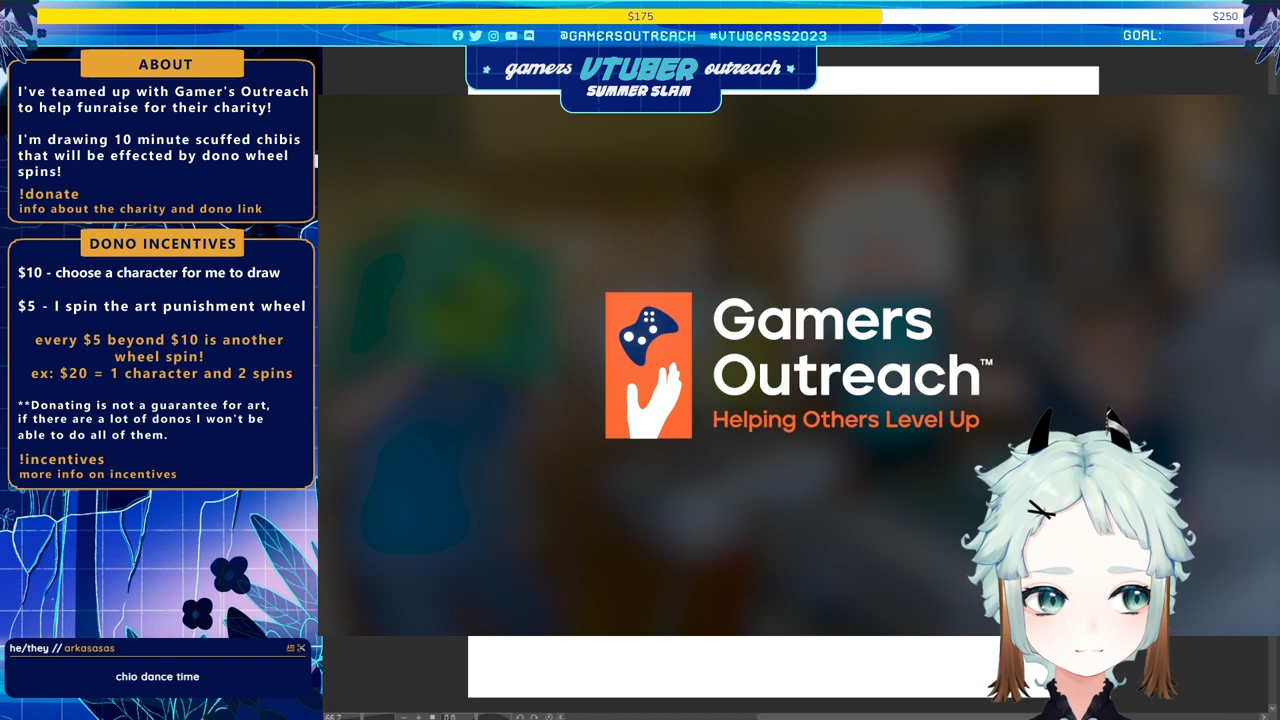 $175
$250
@GAMERSOUTREACH #VTUBERSS2023
GOAL:
gamers VTUBER outreach
SUMMER SLAM
ABOUT
I've teamed up with Gamer's Outreach
to help funraise for their charity!
I'm drawing 10 minute scuffed chibis
that will be effected by dono wheel
spins!
!donate
info about the charity and dono link
DONO INCENTIVES
$10 - choose a character for me to draw
$5 - I spin the art punishment wheel
every $5 beyond $10 is another
wheel spin!
ex: $20 = 1 character and 2 spins
**Donating is not a guarantee for art,
if there are a lot of donos I won't be
able to do all of them.
!incentives
more info on incentives
Gamers
Outreach™
Helping Others Level Up
he/they // arkasasas
chio dance time